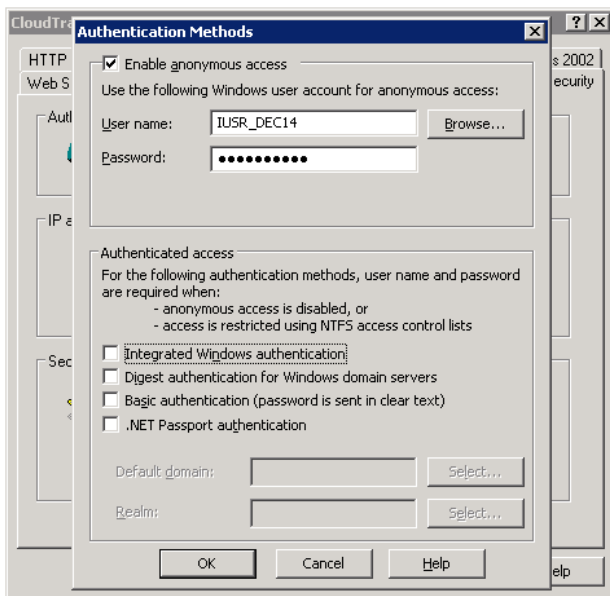 CloudTra
Authentication Methods
HTTP
s 2002
Web S
ecurity
Enable anonymous access
Use the following Windows user account for anonymous access:
User name:
IUSR_DEC14
Browse...
Password:
●●●●●●●●●●
Aut
IP a
Authenticated access
For the following authentication methods, user name and password
are required when:
- anonymous access is disabled, or
- access is restricted using NTFS access control lists
Sec
Integrated Windows authentication
Digest authentication for Windows domain servers
Basic authentication (password is sent in clear text)
.NET Passport authentication
Default domain:
Select...
Realm:
Select...
OK
Cancel
Help
elp